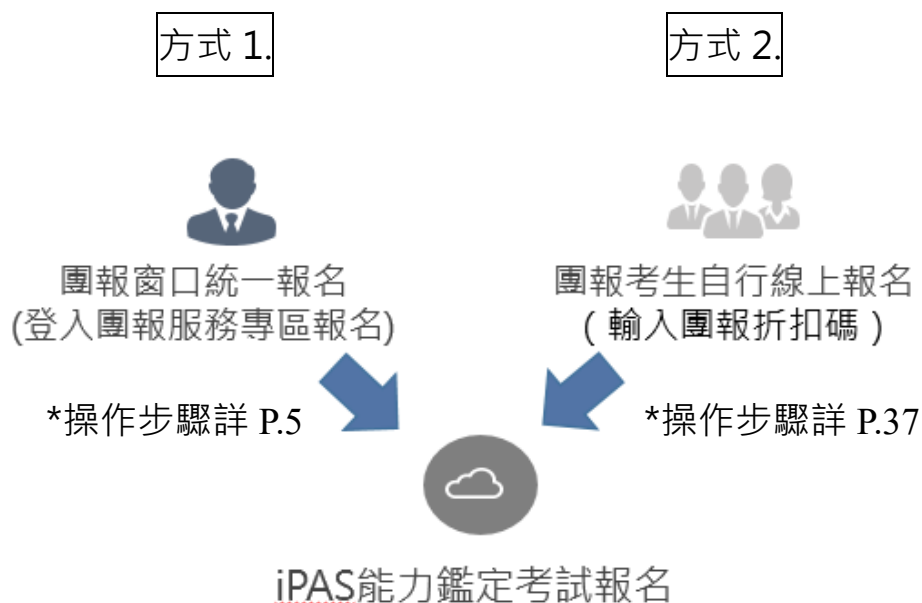 方式 1.
方式 2.
團報窗口統一報名
(登入團報服務專區報名)
*操作步驟詳 P.5
團報考生自行線上報名
( 輸入團報折扣碼 )
*操作步驟詳 P.37
iPAS能力鑑定考試報名